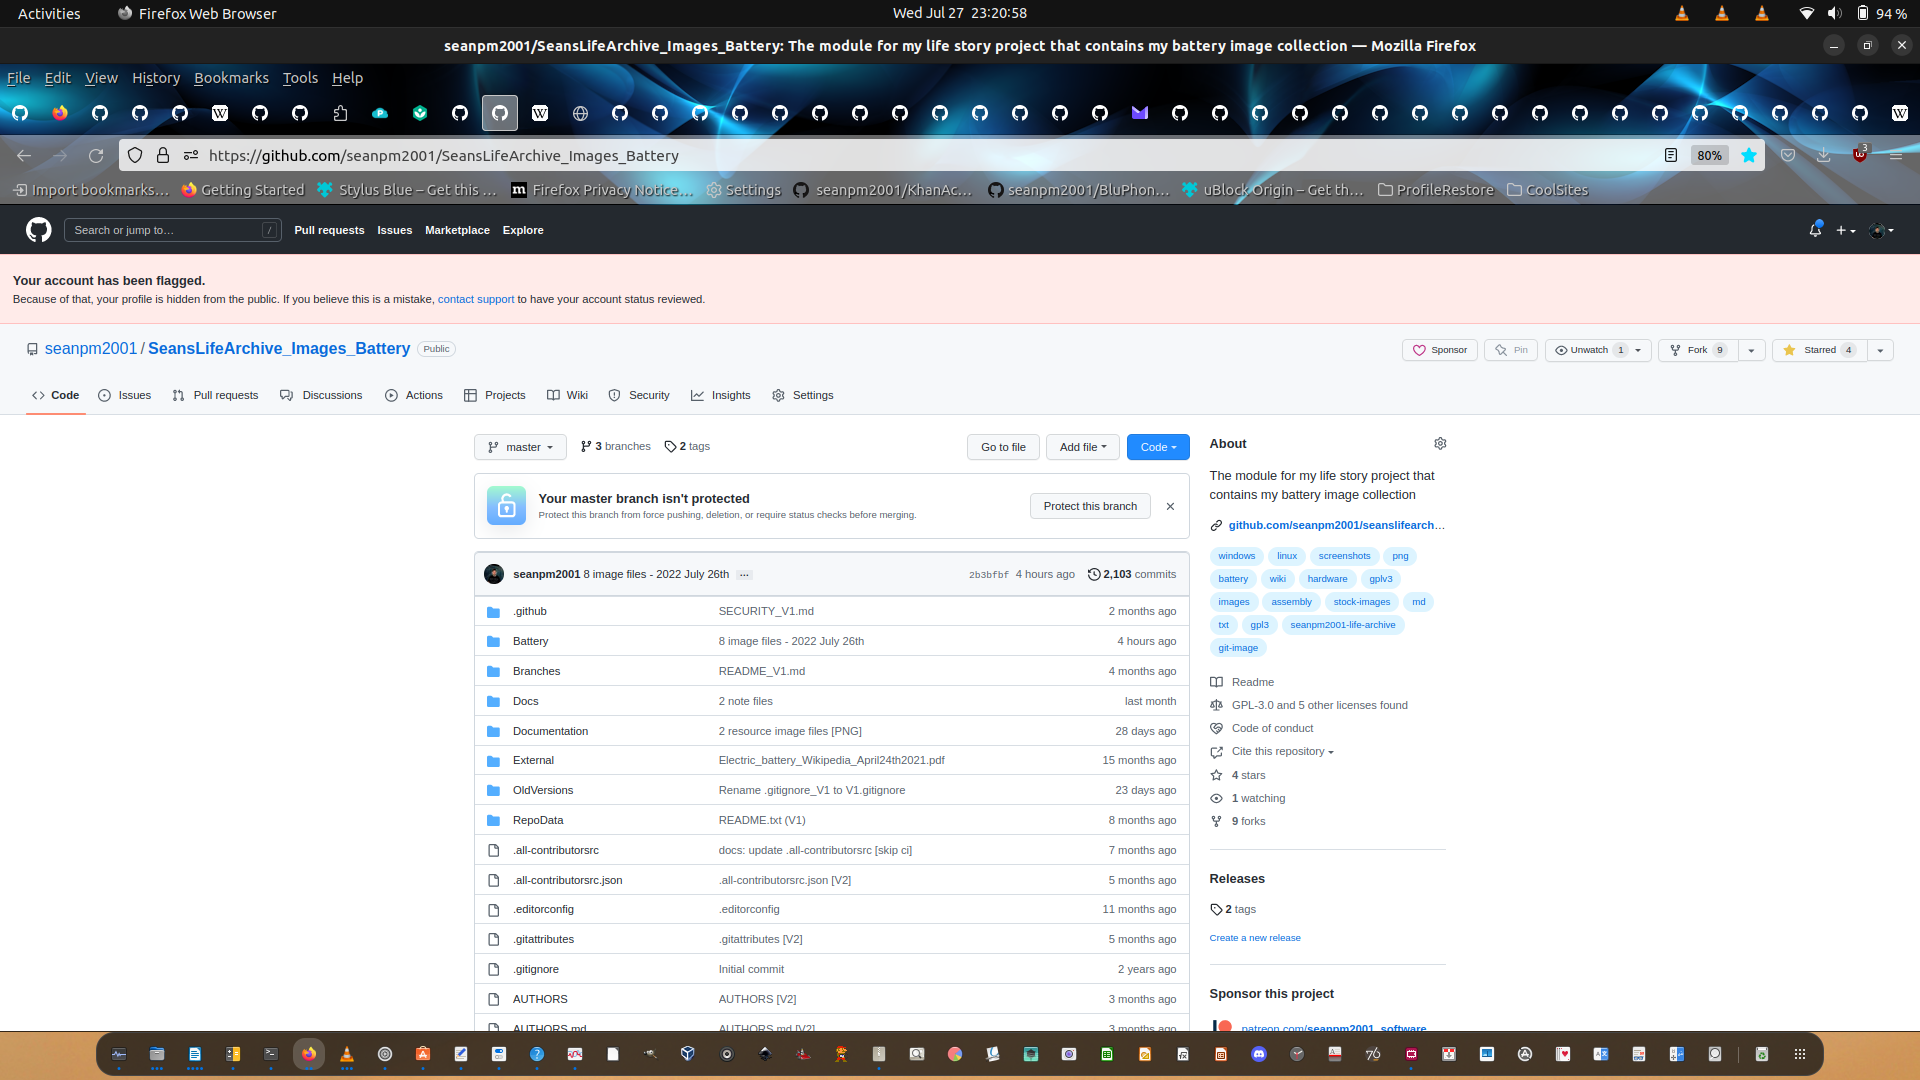 Activities
Firefox Web Browser
Wed Jul 27 23:20:58
94 %
seanpm2001/SeansLifeArchive_Images_Battery: The module for my life story project that contains my battery image collection — Mozilla Firefox
File Edit View History Bookmarks Tools Help
https://github.com/seanpm2001/SeansLifeArchive_Images_Battery
80%
3
Import bookmarks…
Getting Started
Stylus Blue – Get this …
Firefox Privacy Notice…
Settings
seanpm2001/KhanAc…
seanpm2001/BluPhon…
uBlock Origin – Get th…
ProfileRestore
CoolSites
Search or jump to…
/
Pull requests Issues Marketplace Explore
Your account has been flagged.
Because of that, your profile is hidden from the public. If you believe this is a mistake, contact support to have your account status reviewed.
seanpm2001 / SeansLifeArchive_Images_Battery Public
Sponsor
Pin
Unwatch 1
Fork 9
Starred 4
Code
Issues
Pull requests
Discussions
Actions
Projects
Wiki
Security
Insights
Settings
master
3 branches
2 tags
Go to file
Add file
Code
Your master branch isn't protected
Protect this branch from force pushing, deletion, or require status checks before merging.
Protect this branch
seanpm2001 8 image files - 2022 July 26th …
2b3bfbf 4 hours ago
2,103 commits
.github SECURITY_V1.md 2 months ago
Battery 8 image files - 2022 July 26th 4 hours ago
Branches README_V1.md 4 months ago
Docs 2 note files last month
Documentation 2 resource image files [PNG] 28 days ago
External Electric_battery_Wikipedia_April24th2021.pdf 15 months ago
OldVersions Rename .gitignore_V1 to V1.gitignore 23 days ago
RepoData README.txt (V1) 8 months ago
.all-contributorsrc docs: update .all-contributorsrc [skip ci] 7 months ago
.all-contributorsrc.json .all-contributorsrc.json [V2] 5 months ago
.editorconfig .editorconfig 11 months ago
.gitattributes .gitattributes [V2] 5 months ago
.gitignore Initial commit 2 years ago
AUTHORS AUTHORS [V2] 3 months ago
AUTHORS.md AUTHORS.md [V2] 3 months ago
About
The module for my life story project that
contains my battery image collection
github.com/seanpm2001/seanslifearch…
windows linux screenshots png
battery wiki hardware gplv3
images assembly stock-images md
txt gpl3 seanpm2001-life-archive
git-image
Readme
GPL-3.0 and 5 other licenses found
Code of conduct
Cite this repository
4 stars
1 watching
9 forks
Releases
2 tags
Create a new release
Sponsor this project
patreon.com/seanpm2001_software